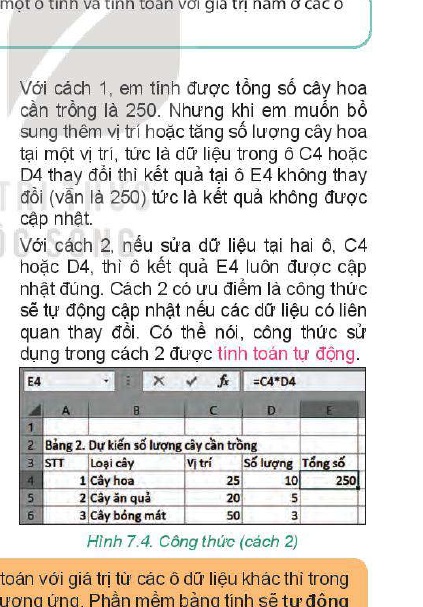 một ô tính và tính toán với giá trị nằm ở các ô
Với cách 1, em tính được tổng số cây hoa
cần trồng là 250. Nhưng khi em muốn bổ
sung thêm vị trí hoặc tăng số lượng cây hoa
tại một vị trí, tức là dữ liệu trong ô C4 hoặc
D4 thay đổi thì kết quả tại ô E4 không thay
đổi (vẫn là 250) tức là kết quả không được
cập nhật.
Với cách 2, nếu sửa dữ liệu tại hai ô, C4
hoặc D4, thì ô kết quả E4 luôn được cập
nhật đúng. Cách 2 có ưu điểm là công thức
sẽ tự động cập nhật nếu các dữ liệu có liên
quan thay đổi. Có thể nói, công thức sử
dụng trong cách 2 được tính toán tự động.
E4 fx =C4*D4
A B C D E
1
2 Bảng 2. Dự kiến số lượng cây cần trồng
3 STT Loại cây Vị trí Số lượng Tổng số
4 1 Cây hoa 25 10 250
5 2 Cây ăn quả 20 5
6 3 Cây bóng mát 50 3
Hình 7.4. Công thức (cách 2)
toán với giá trị từ các ô dữ liệu khác thì trong
ương ứng. Phần mềm bảng tính sẽ tự động